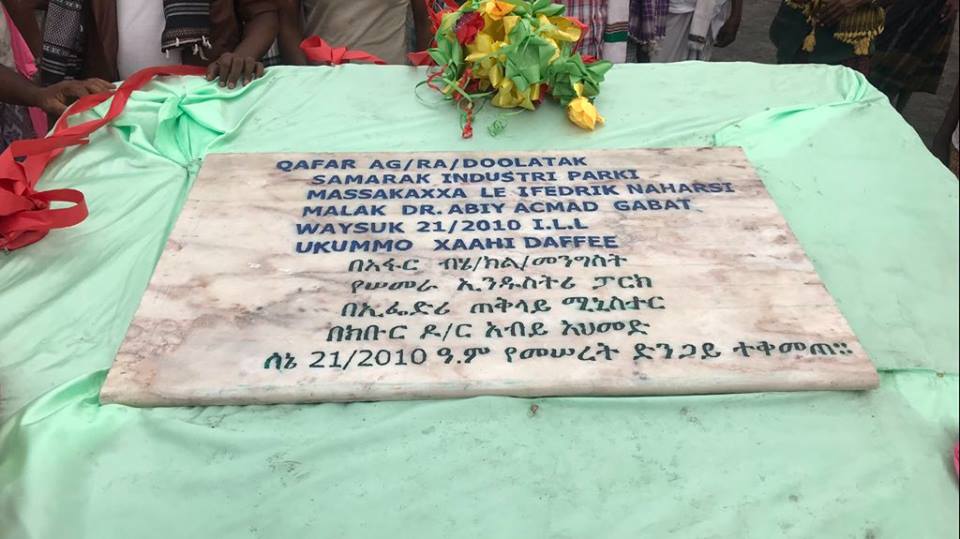 QAFAR AG/RA/DOOLATAK
SAMARAK INDUSTRI PARKI
MASSAKAXXA LE IFEDRIK NAHARSI
MALAK DR. ABIY ACMAD GABAT
WAYSUK 21/2010 I.L.L
UKUMMO XAAHI DAFFEE
በአፋር ብሄ/ክል/መንግስት
የሠመራ ኢንዱስትሪ ፓርክ
በኢፌድሪ ጠቅላይ ሚኒስተር
በክቡር ዶ/ር አብይ አህመድ
ሰኔ 21/2010 ዓ.ም የመሠረት ድንጋይ ተቀመጠ።